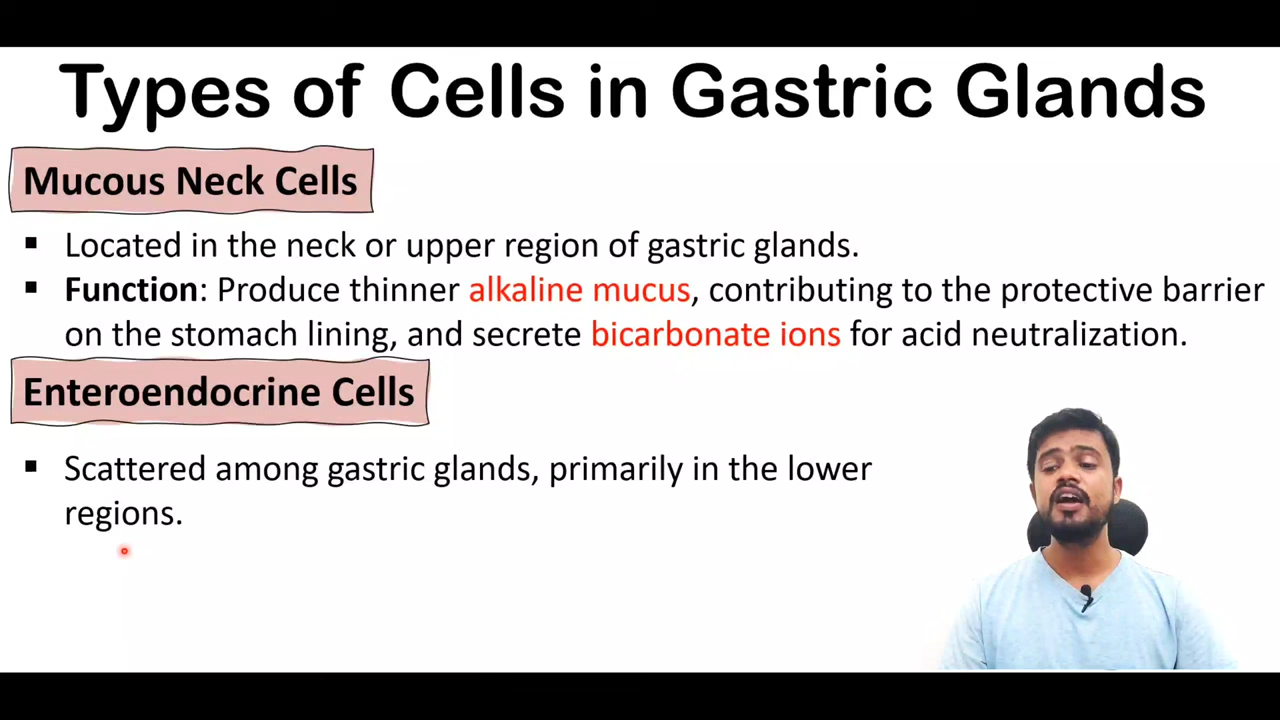 Types of Cells in Gastric Glands
Mucous Neck Cells
▪ Located in the neck or upper region of gastric glands.
▪ Function: Produce thinner alkaline mucus, contributing to the protective barrier
on the stomach lining, and secrete bicarbonate ions for acid neutralization.
Enteroendocrine Cells
▪ Scattered among gastric glands, primarily in the lower
regions.